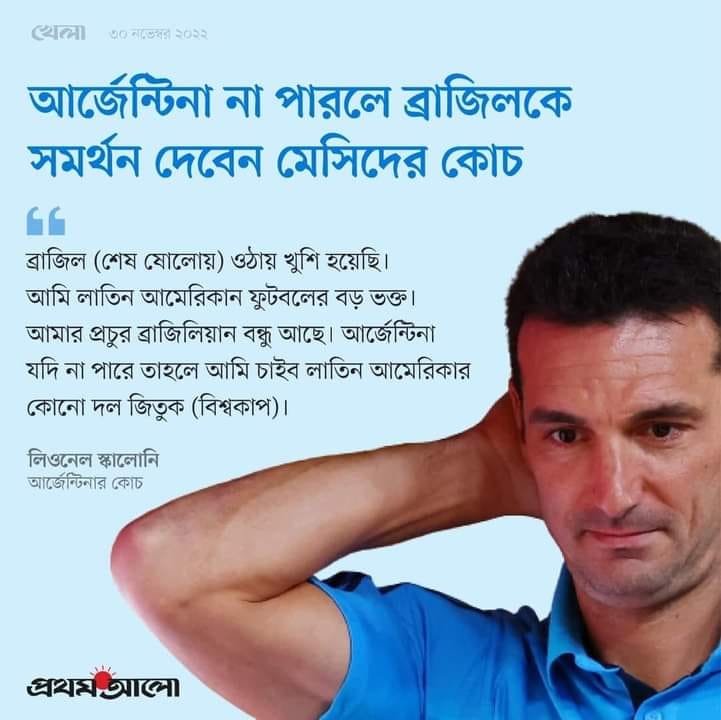 খেলা ৩০ নভেম্বর ২০২২
আর্জেন্টিনা না পারলে ব্রাজিলকে
সমর্থন দেবেন মেসিদের কোচ
ব্রাজিল (শেষ ষোলোয়) ওঠায় খুশি হয়েছি।
আমি লাতিন আমেরিকান ফুটবলের বড় ভক্ত।
আমার প্রচুর ব্রাজিলিয়ান বন্ধু আছে। আর্জেন্টিনা
যদি না পারে তাহলে আমি চাইব লাতিন আমেরিকার
কোনো দল জিতুক (বিশ্বকাপ)।
লিওনেল স্কালোনি
আর্জেন্টিনার কোচ
প্রথম আলো